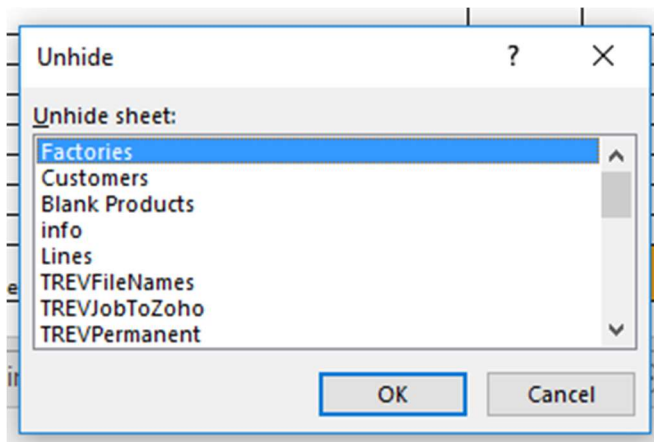 Unhide ?
Unhide sheet:
Factories
Customers
Blank Products
info
Lines
TREVFileNames
TREVJobToZoho
TREVPermanent
OK Cancel